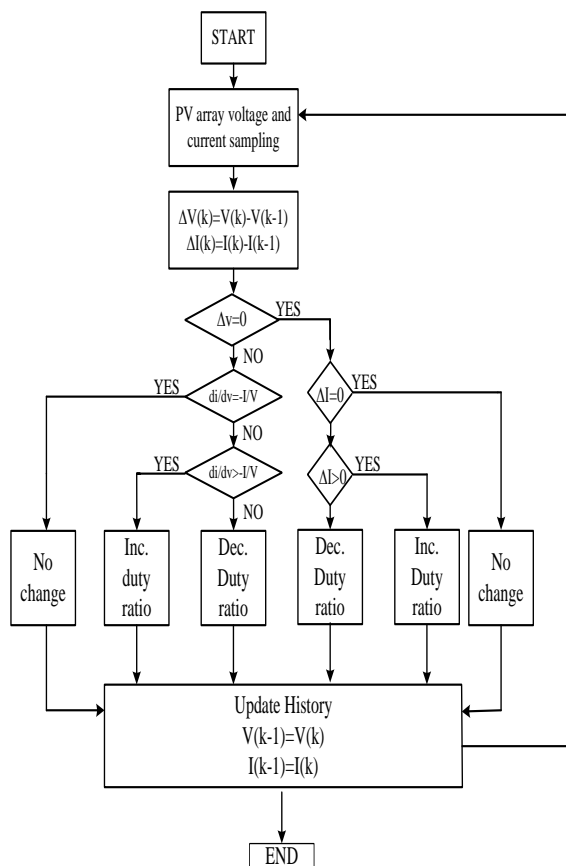 START
PV array voltage and
current sampling
ΔV(k)=V(k)-V(k-1)
ΔI(k)=I(k)-I(k-1)
Δv=0
YES
NO
YES
di/dv=-I/V
ΔI=0
YES
NO
YES
di/dv>-I/V
ΔI>0
YES
NO
No
change
Inc.
duty
ratio
Dec.
Duty
ratio
Dec.
Duty
ratio
Inc.
Duty
ratio
No
change
Update History
V(k-1)=V(k)
I(k-1)=I(k)
END